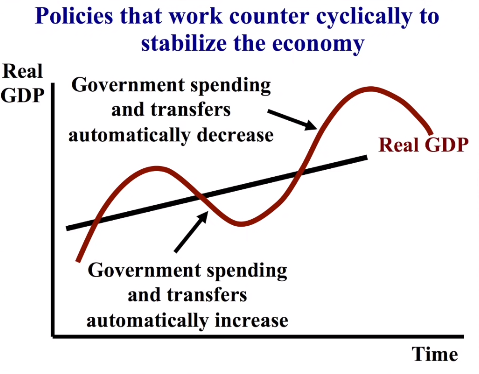 Policies that work counter cyclically to
stabilize the economy
Real
GDP
Government spending
and transfers
automatically decrease
Real GDP
Government spending
and transfers
automatically increase
Time